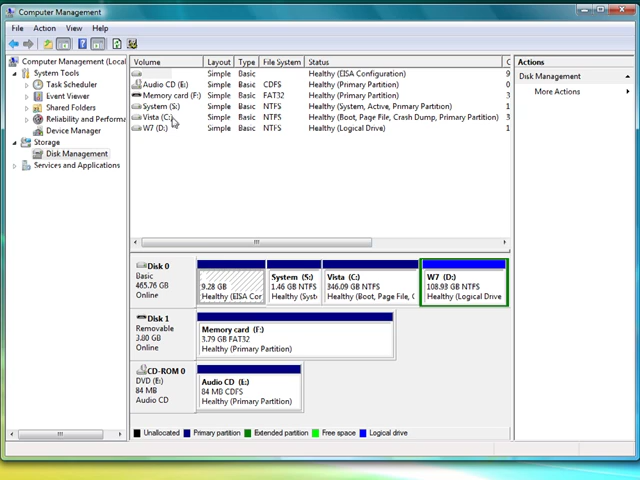 Computer Management
File Action View Help
Computer Management (Local
System Tools
Task Scheduler
Event Viewer
Shared Folders
Reliability and Performa
Device Manager
Storage
Disk Management
Services and Applications
Volume Layout Type File System Status C
Simple Basic Healthy (EISA Configuration) 9
Audio CD (E:) Simple Basic CDFS Healthy (Primary Partition) 0
Memory card (F:) Simple Basic FAT32 Healthy (Primary Partition) 3
System (S:) Simple Basic NTFS Healthy (System, Active, Primary Partition) 1
Vista (C:) Simple Basic NTFS Healthy (Boot, Page File, Crash Dump, Primary Partition) 3
W7 (D:) Simple Basic NTFS Healthy (Logical Drive) 1
Actions
Disk Management
More Actions
Disk 0
Basic
465.76 GB
Online
9.28 GB
Healthy (EISA Cor
System (S:)
1.46 GB NTFS
Healthy (Syst
Vista (C:)
346.09 GB NTFS
Healthy (Boot, Page File, C
W7 (D:)
108.93 GB NTFS
Healthy (Logical Drive
Disk 1
Removable
3.80 GB
Online
Memory card (F:)
3.79 GB FAT32
Healthy (Primary Partition)
CD-ROM 0
DVD (E:)
84 MB
Audio CD
Audio CD (E:)
84 MB CDFS
Healthy (Primary Partition)
Unallocated Primary partition Extended partition Free space Logical drive